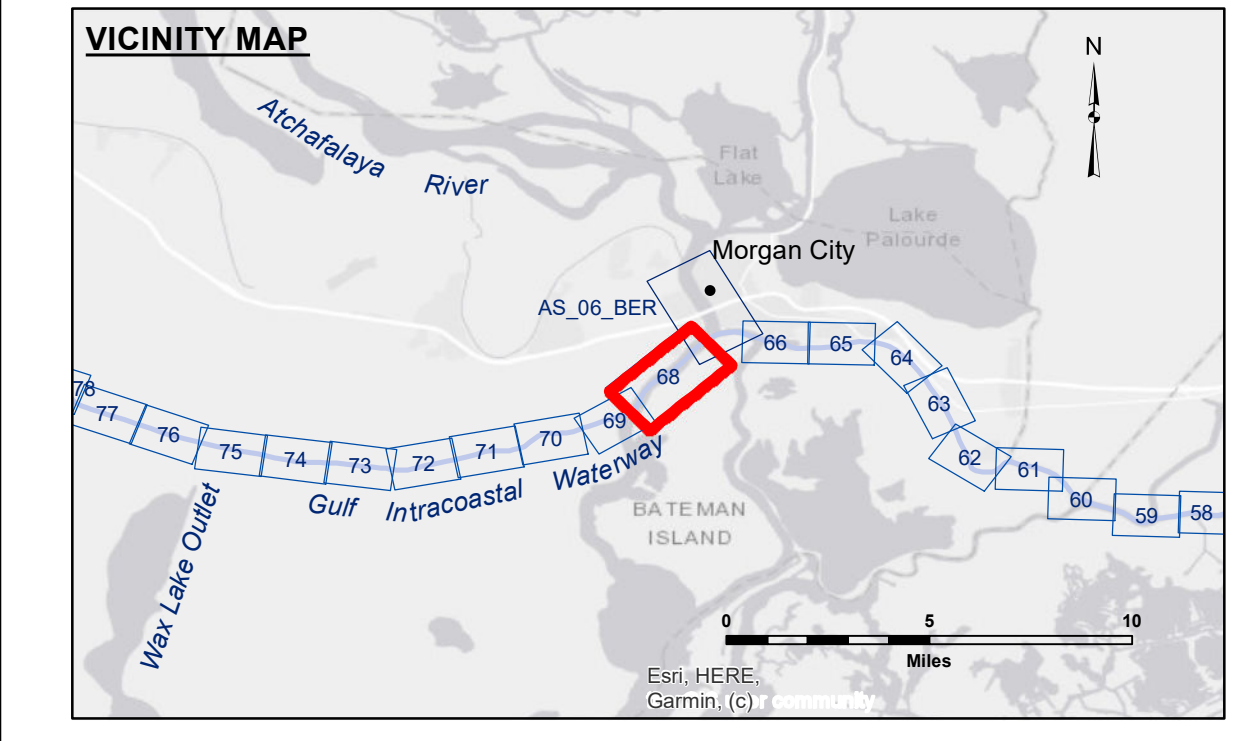 VICINITY MAP
N
Atchafalaya
River
Flat
Lake
Lake
Palourde
Morgan City
AS_06_BER
66
65
64
68
63
78
77
69
76
70
62
75
71
61
74
73
72
60
59
58
Gulf Intracoastal Waterway
Wax Lake Outlet
BATEMAN
ISLAND
0 5 10
Miles
Esri, HERE,
Garmin, (c) r community